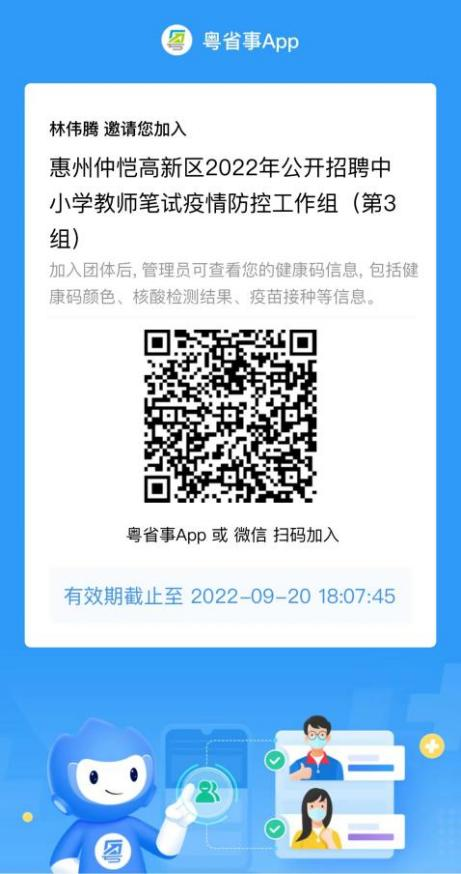 粤省事App
林伟腾 邀请您加入
惠州仲恺高新区2022年公开招聘中
小学教师笔试疫情防控工作组（第3
组）
加入团体后, 管理员可查看您的健康码信息, 包括健
康码颜色、核酸检测结果、疫苗接种等信息。
粤省事App 或 微信 扫码加入
有效期截止至 2022-09-20 18:07:45